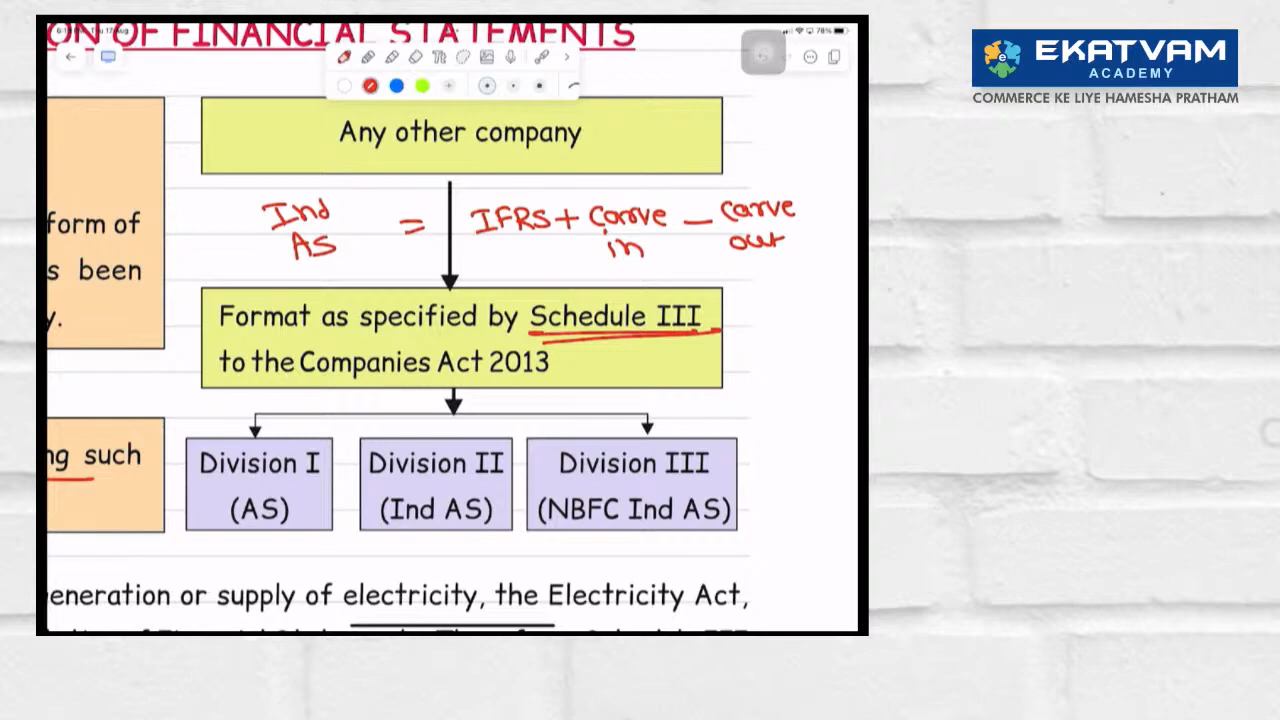 ON OF FINANCIAL STATEMENTS
78%
EKATVAM
ACADEMY
COMMERCE KE LIYE HAMESHA PRATHAM
Any other company
Ind AS = IFRS + carve in - carve out
form of
s been
y.
Format as specified by Schedule III
to the Companies Act 2013
ng such
Division I
(AS)
Division II
(Ind AS)
Division III
(NBFC Ind AS)
eneration or supply of electricity, the Electricity Act,